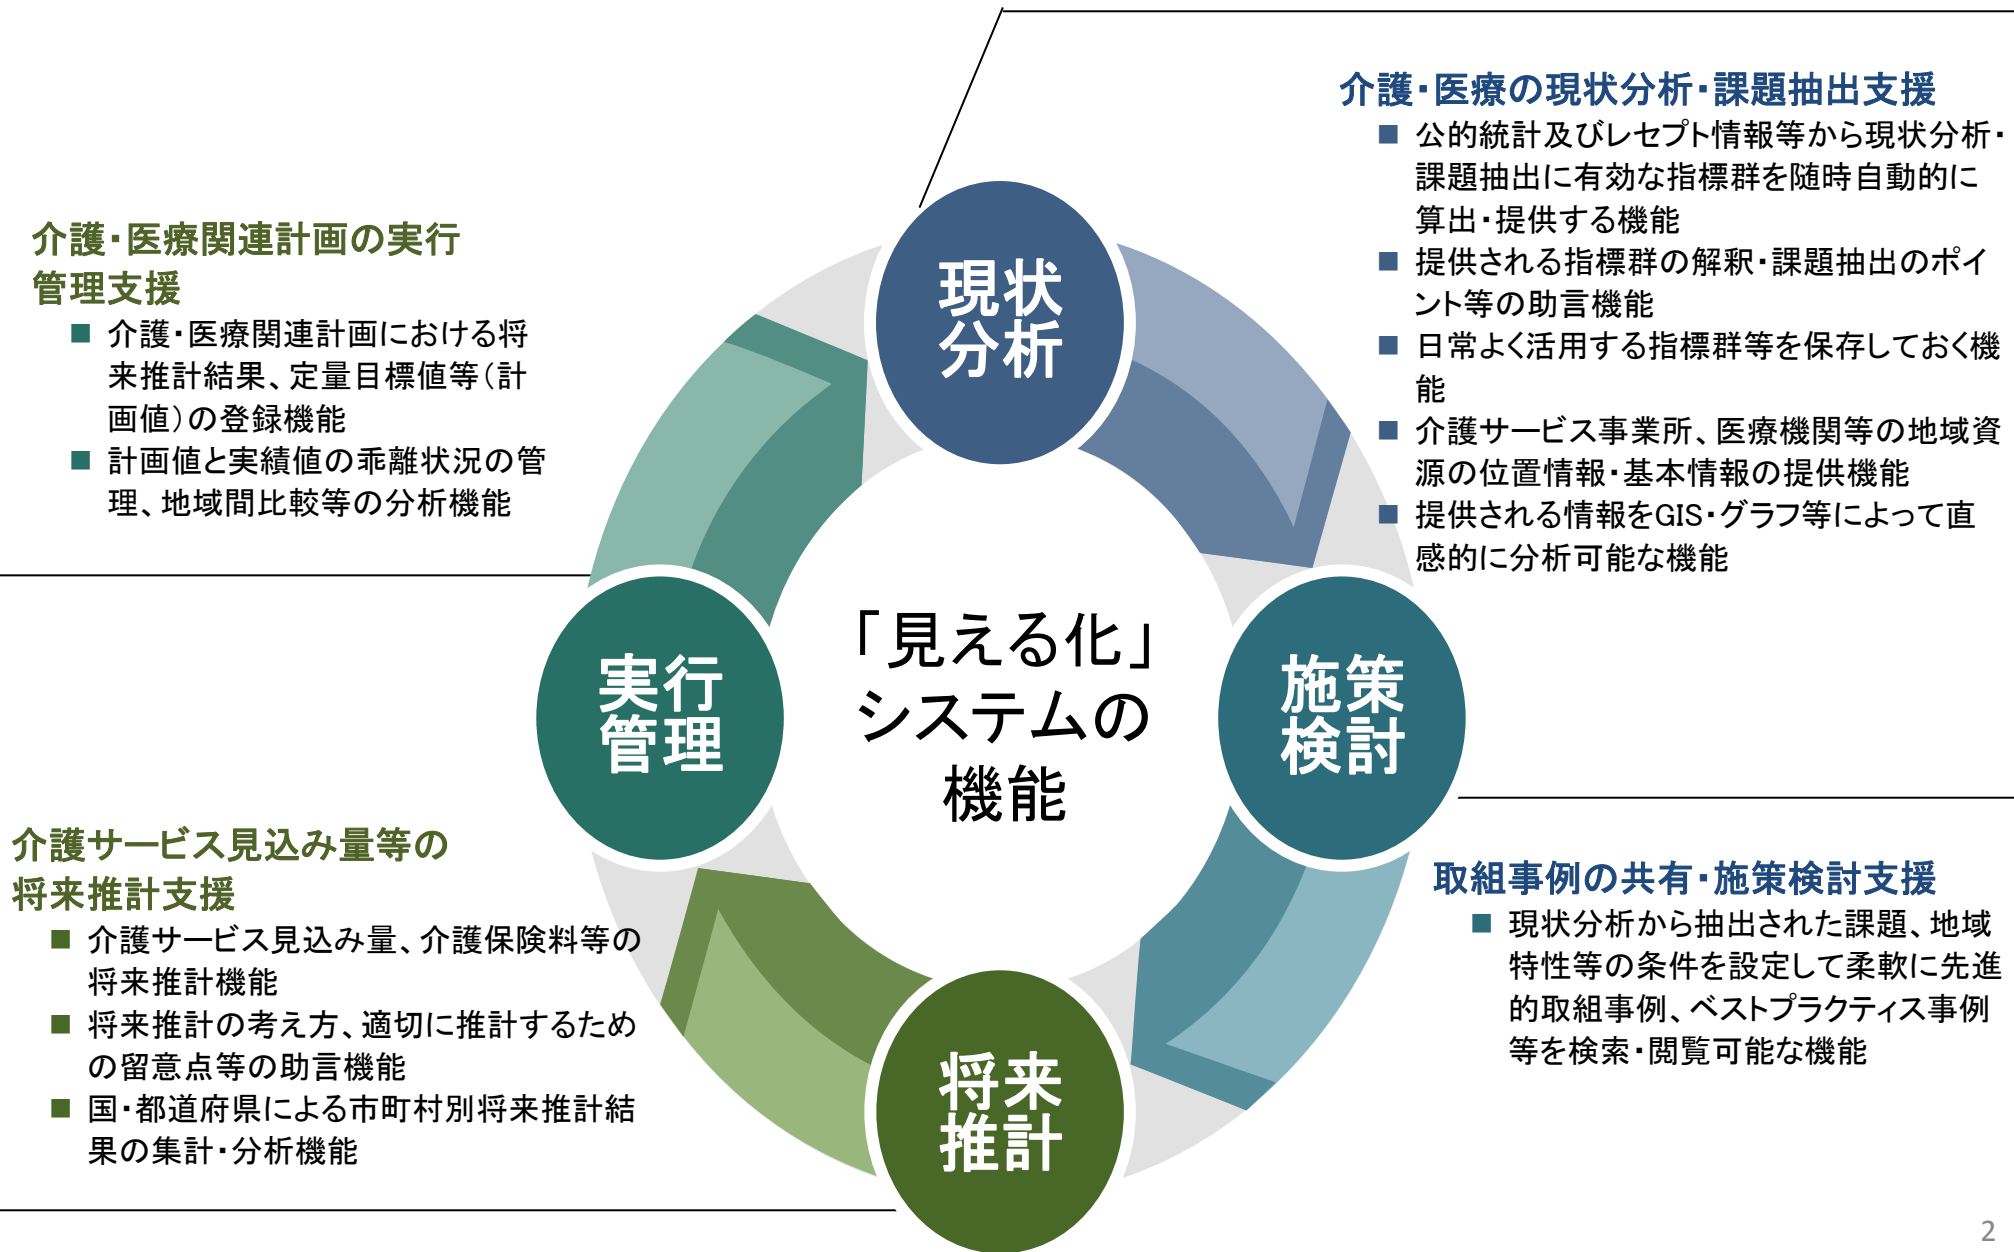 介護・医療の現状分析・課題抽出支援
■ 公的統計及びレセプト情報等から現状分析・
課題抽出に有効な指標群を随時自動的に
算出・提供する機能
■ 提供される指標群の解釈・課題抽出のポイ
ント等の助言機能
■ 日常よく活用する指標群等を保存しておく機
能
■ 介護サービス事業所、医療機関等の地域資
源の位置情報・基本情報の提供機能
■ 提供される情報をGIS・グラフ等によって直
感的に分析可能な機能
介護・医療関連計画の実行
管理支援
■ 介護・医療関連計画における将
来推計結果、定量目標値等（計
画値）の登録機能
■ 計画値と実績値の乖離状況の管
理、地域間比較等の分析機能
現状
分析
「見える化」
システムの
機能
実行
管理
施策
検討
将来
推計
介護サービス見込み量等の
将来推計支援
■ 介護サービス見込み量、介護保険料等の
将来推計機能
■ 将来推計の考え方、適切に推計するため
の留意点等の助言機能
■ 国・都道府県による市町村別将来推計結
果の集計・分析機能
取組事例の共有・施策検討支援
■ 現状分析から抽出された課題、地域
特性等の条件を設定して柔軟に先進
的取組事例、ベストプラクティス事例
等を検索・閲覧可能な機能
2